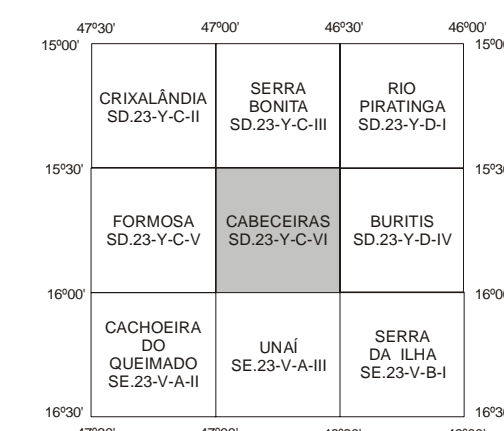 47º30' 47º00' 46º30' 46º00'
15º00' 15º00
CRIXALÂNDIA
SD.23-Y-C-II
SERRA
BONITA
SD.23-Y-C-III
RIO
PIRATINGA
SD.23-Y-D-I
15º30' 15º30
FORMOSA
SD.23-Y-C-V
CABECEIRAS
SD.23-Y-C-VI
BURITIS
SD.23-Y-D-IV
16º00' 16º00
CACHOEIRA
DO
QUEIMADO
SE.23-V-A-II
UNAÍ
SE.23-V-A-III
SERRA
DA ILHA
SE.23-V-B-I
16º30' 16º30